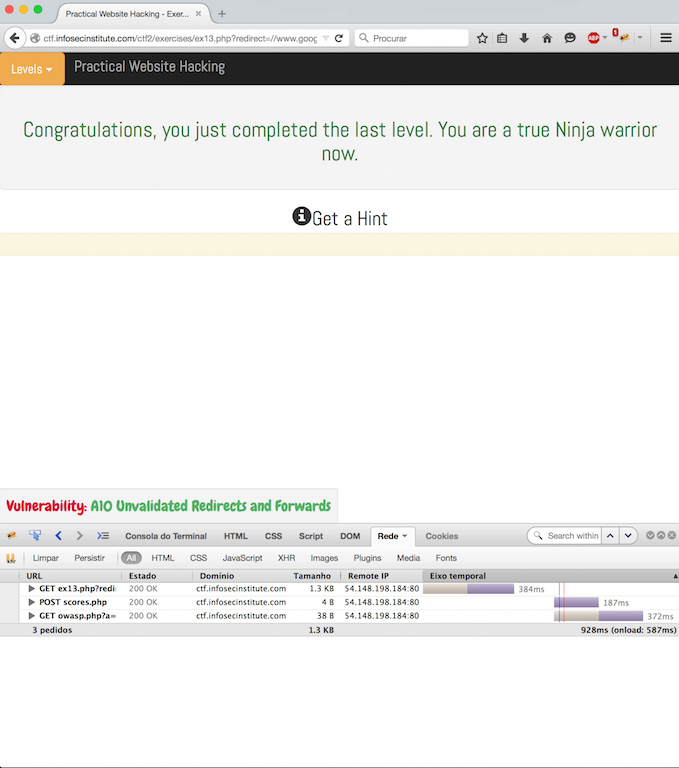 Practical Website Hacking - Exer...
ctf.infosecinstitute.com/ctf2/exercises/ex13.php?redirect=//www.goog
Procurar
ABP
Levels
Practical Website Hacking
Congratulations, you just completed the last level. You are a true Ninja warrior
now.
Get a Hint
Vulnerability: A10 Unvalidated Redirects and Forwards
Consola do Terminal HTML CSS Script DOM Rede Cookies Search within
Limpar Persistir All HTML CSS JavaScript XHR Images Plugins Media Fonts
URL Estado Domínio Tamanho Remote IP Eixo temporal
GET ex13.php?redi 200 OK ctf.infosecinstitute.com 1.3 KB 54.148.198.184:80 384ms
POST scores.php 200 OK ctf.infosecinstitute.com 4 B 54.148.198.184:80 187ms
GET owasp.php?a= 200 OK ctf.infosecinstitute.com 38 B 54.148.198.184:80 372ms
3 pedidos 1.3 KB 928ms (onload: 587ms)